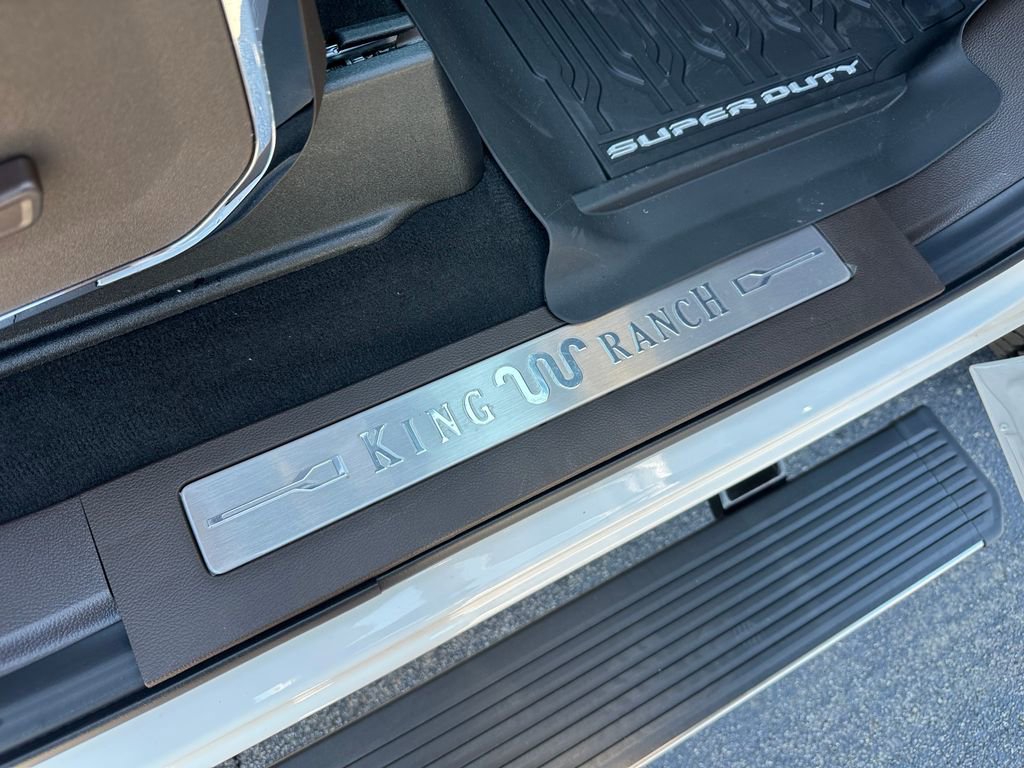 SUPER DUTY
KING RANCH